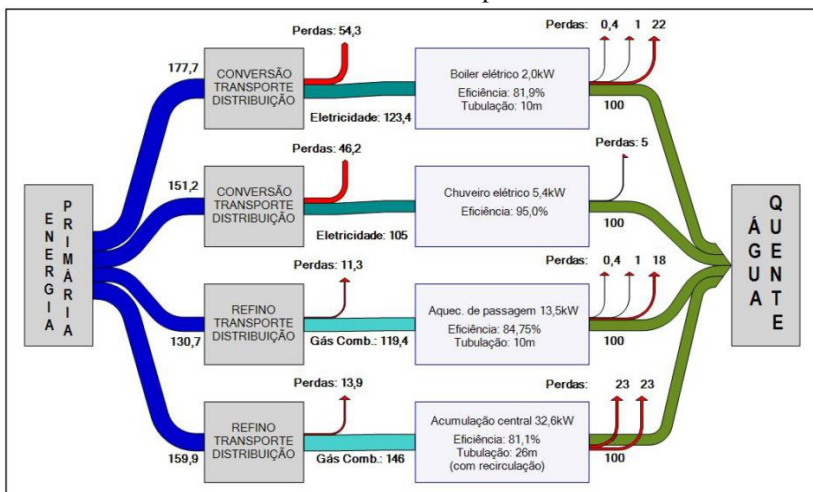 Perdas: 54,3
Perdas: 0,4 1 22
177,7
CONVERSÃO
TRANSPORTE
DISTRIBUIÇÃO
Eletricidade: 123,4
Boiler elétrico 2,0kW
Eficiência: 81,9%
Tubulação: 10m
100
Perdas: 46,2
Perdas: 5
151,2
CONVERSÃO
TRANSPORTE
DISTRIBUIÇÃO
Eletricidade: 105
Chuveiro elétrico 5,4kW
Eficiência: 95,0%
100
ENERGIA
PRIMÁRIA
ÁGUA
QUENTE
Perdas: 11,3
Perdas: 0,4 1 18
130,7
REFINO
TRANSPORTE
DISTRIBUIÇÃO
Gás Comb.: 119,4
Aquec. de passagem 13,5kW
Eficiência: 84,75%
Tubulação: 10m
100
Perdas: 13,9
Perdas: 23 23
159,9
REFINO
TRANSPORTE
DISTRIBUIÇÃO
Gás Comb.: 146
Acumulação central 32,6kW
Eficiência: 81,1%
Tubulação: 26m
(com recirculação)
100